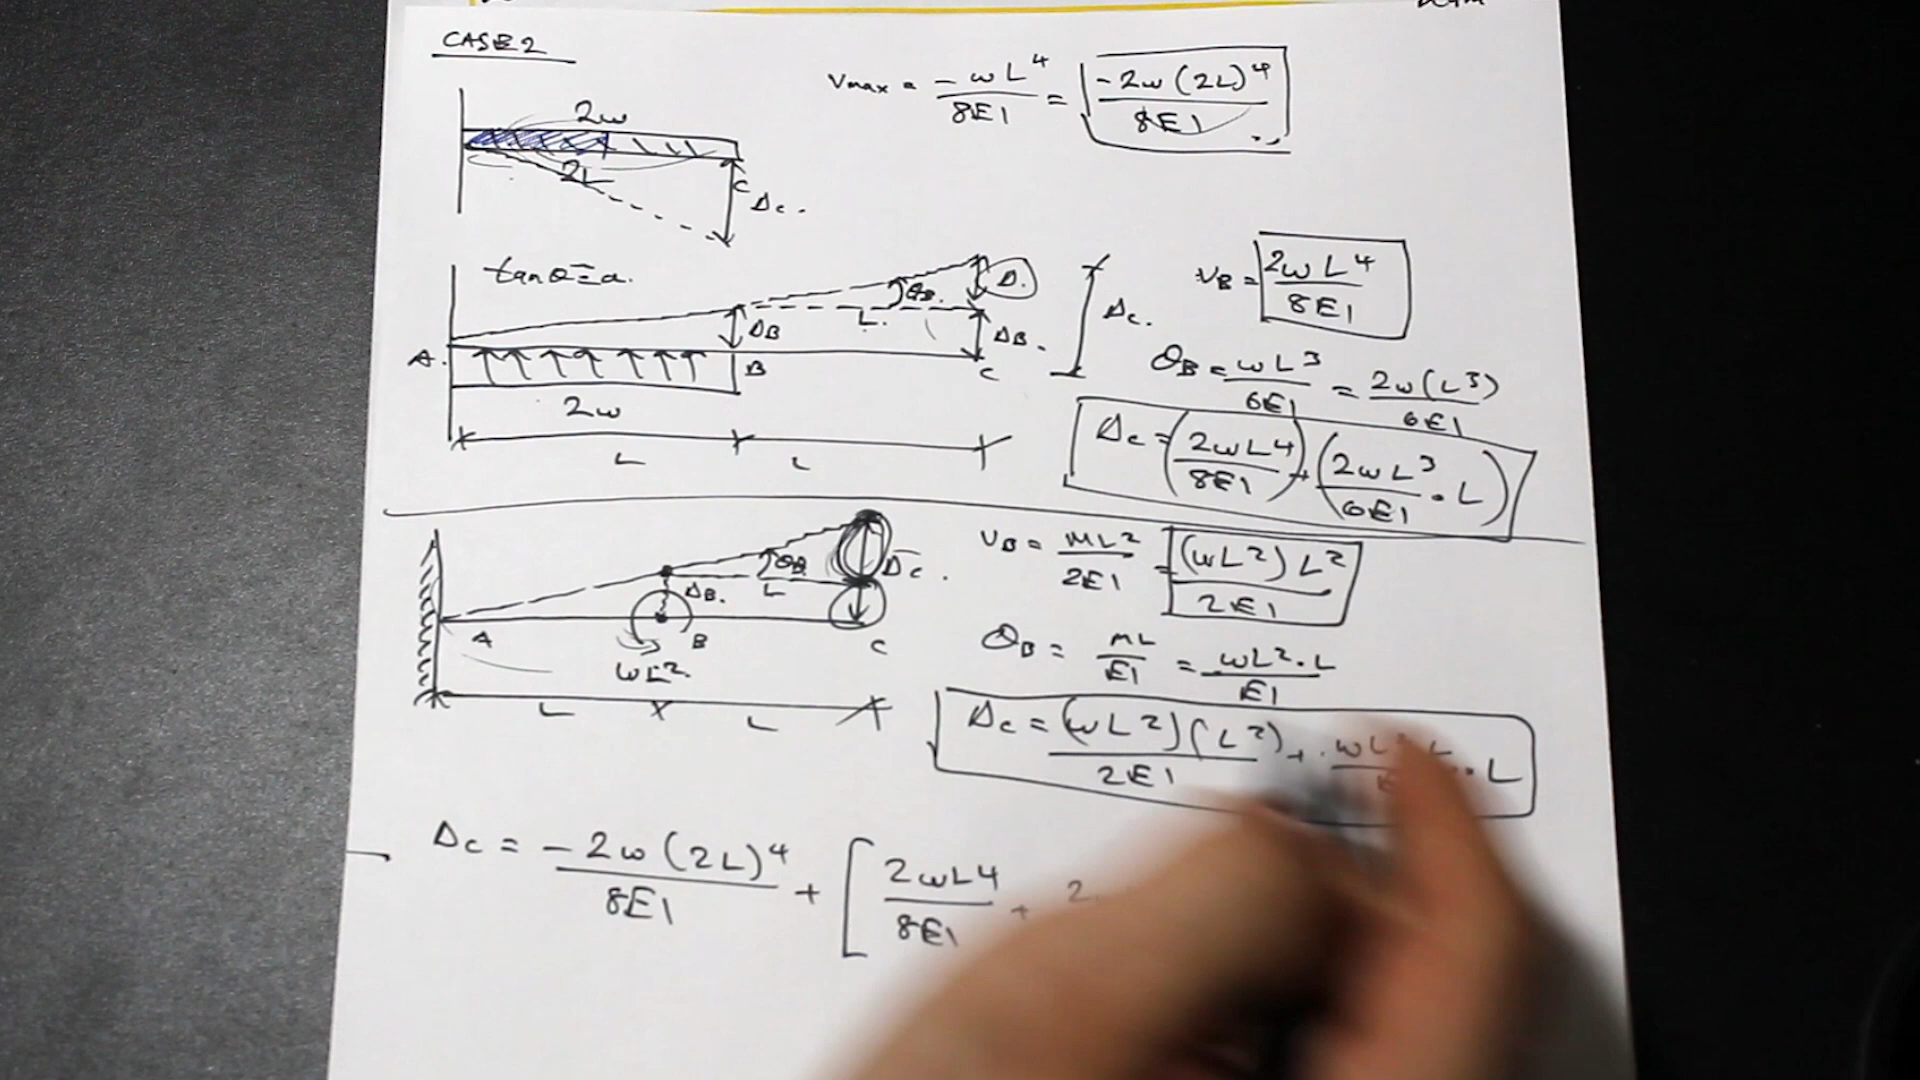 CASE 2
Vmax = -wL^4/8EI = -2w(2L)^4/8EI
2w
2L
C
Δc.
tanθ=a.
θB.
Δ.
L.
ΔB
ΔB.
Δc.
A.
B
C
2w
L
L
VB = 2wL^4/8EI
θB = wL^3/6EI = 2w(L^3)/6EI
Δc = (2wL^4/8EI) + (2wL^3/6EI · L)
θB
Δc.
ΔB.
L
A
B
C
wL^2.
L
L
VB = ML^2/2EI = (wL^2)L^2/2EI
θB = ML/EI = wL^2·L/EI
Δc = (wL^2)(L^2)/2EI + · L
Δc = -2w(2L)^4/8EI + [2wL4/8EI + 2